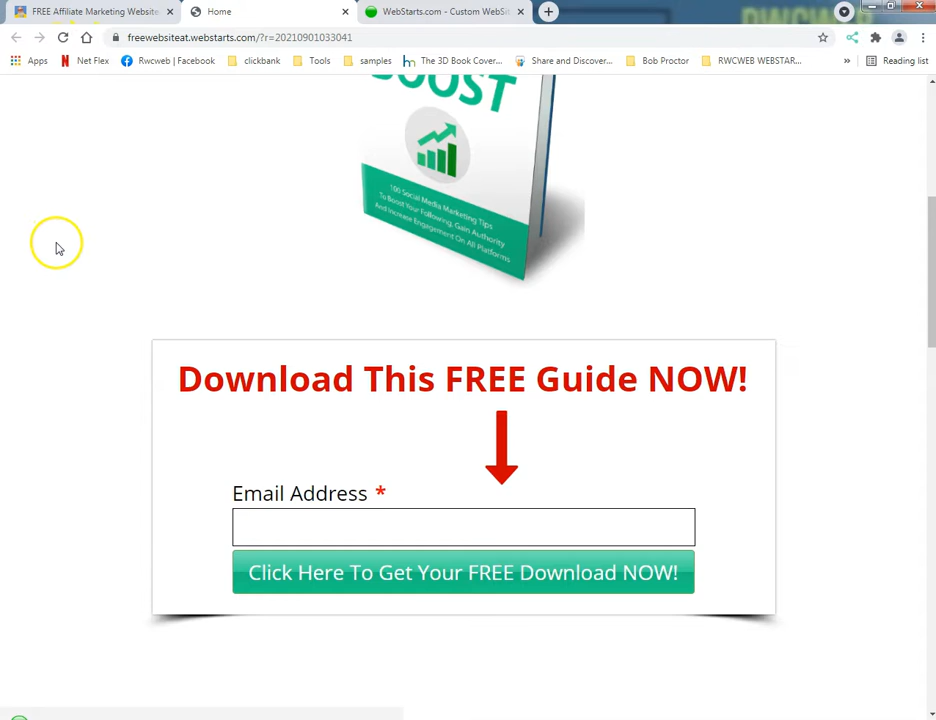 FREE Affiliate Marketing Website
Home
WebStarts.com - Custom WebSit
freewebsiteat.webstarts.com/?r=20210901033041
Apps
Net Flex
Rwcweb | Facebook
clickbank
Tools
samples
The 3D Book Cover...
Share and Discover...
Bob Proctor
RWCWEB WEBSTAR...
»
Reading list
BOOST
100 Social Media Marketing Tips
To Boost Your Following, Gain Authority
And Increase Engagement On All Platforms
Download This FREE Guide NOW!
Email Address *
Click Here To Get Your FREE Download NOW!